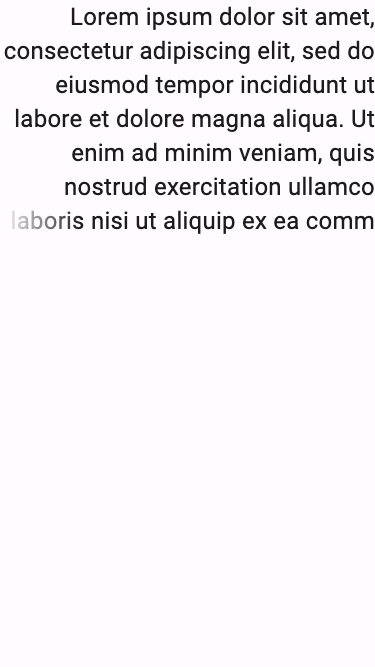 Lorem ipsum dolor sit amet,
consectetur adipiscing elit, sed do
eiusmod tempor incididunt ut
labore et dolore magna aliqua. Ut
enim ad minim veniam, quis
nostrud exercitation ullamco
laboris nisi ut aliquip ex ea comm